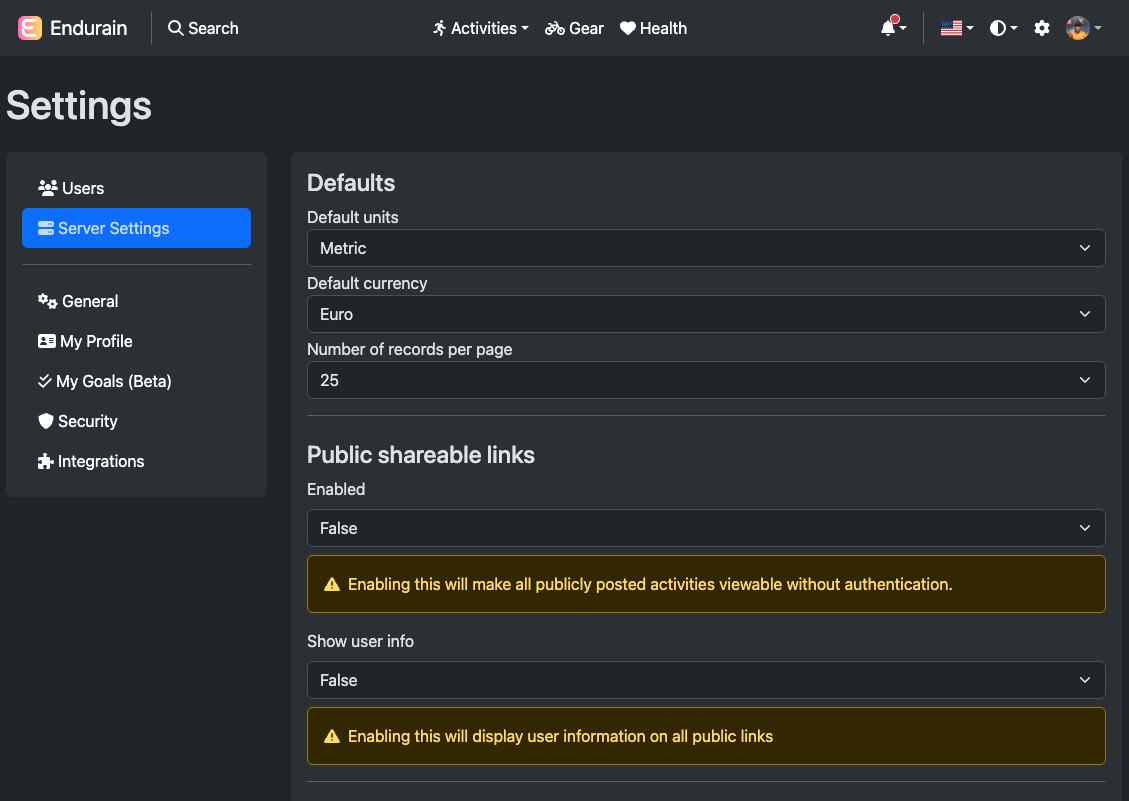 Endurain
Search
Activities
Gear
Health
Settings
Users
Server Settings
General
My Profile
My Goals (Beta)
Security
Integrations
Defaults
Default units
Metric
Default currency
Euro
Number of records per page
25
Public shareable links
Enabled
False
Enabling this will make all publicly posted activities viewable without authentication.
Show user info
False
Enabling this will display user information on all public links